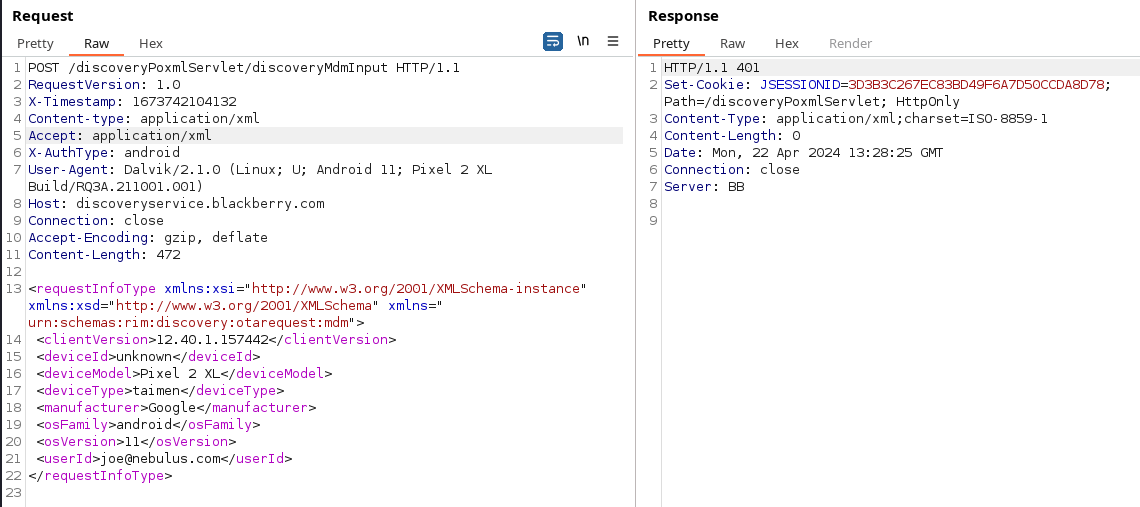 Request
Pretty Raw Hex \n
1 POST /discoveryPoxmlServlet/discoveryMdmInput HTTP/1.1
2 RequestVersion: 1.0
3 X-Timestamp: 1673742104132
4 Content-type: application/xml
5 Accept: application/xml
6 X-AuthType: android
7 User-Agent: Dalvik/2.1.0 (Linux; U; Android 11; Pixel 2 XL
Build/RQ3A.211001.001)
8 Host: discoveryservice.blackberry.com
9 Connection: close
10 Accept-Encoding: gzip, deflate
11 Content-Length: 472
12
13 <requestInfoType xmlns:xsi="http://www.w3.org/2001/XMLSchema-instance"
xmlns:xsd="http://www.w3.org/2001/XMLSchema" xmlns="
urn:schemas:rim:discovery:otarequest:mdm">
14 <clientVersion>12.40.1.157442</clientVersion>
15 <deviceId>unknown</deviceId>
16 <deviceModel>Pixel 2 XL</deviceModel>
17 <deviceType>taimen</deviceType>
18 <manufacturer>Google</manufacturer>
19 <osFamily>android</osFamily>
20 <osVersion>11</osVersion>
21 <userId>joe@nebulus.com</userId>
22 </requestInfoType>
23
Response
Pretty Raw Hex Render
1 HTTP/1.1 401
2 Set-Cookie: JSESSIONID=3D3B3C267EC83BD49F6A7D50CCDA8D78;
Path=/discoveryPoxmlServlet; HttpOnly
3 Content-Type: application/xml;charset=ISO-8859-1
4 Content-Length: 0
5 Date: Mon, 22 Apr 2024 13:28:25 GMT
6 Connection: close
7 Server: BB
8
9